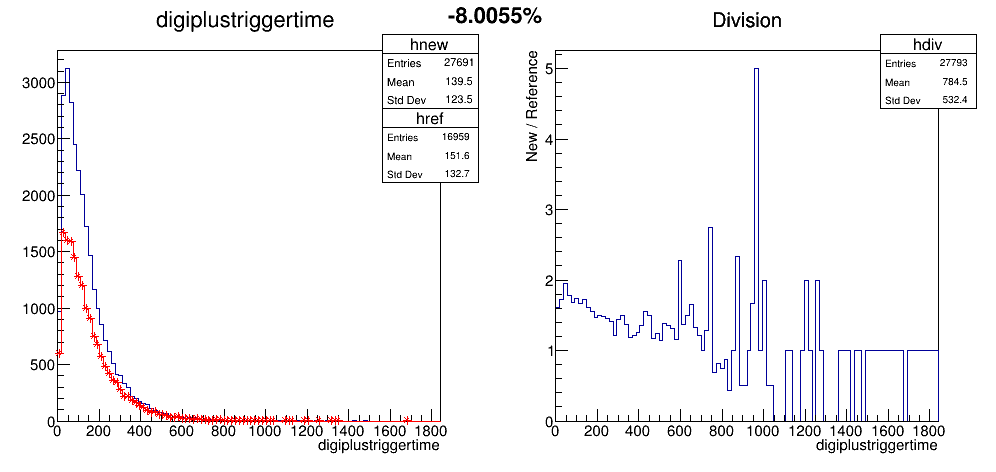 digiplustriggertime
-8.0055%
Division
hnew
Entries 27691
Mean 139.5
Std Dev 123.5
href
Entries 16959
Mean 151.6
Std Dev 132.7
3000
2500
2000
1500
1000
500
0
0 200 400 600 800 1000 1200 1400 1600 1800
digiplustriggertime
hdiv
Entries 27793
Mean 784.5
Std Dev 532.4
New / Reference
5
4
3
2
1
0
0 200 400 600 800 1000 1200 1400 1600 1800
digiplustriggertime